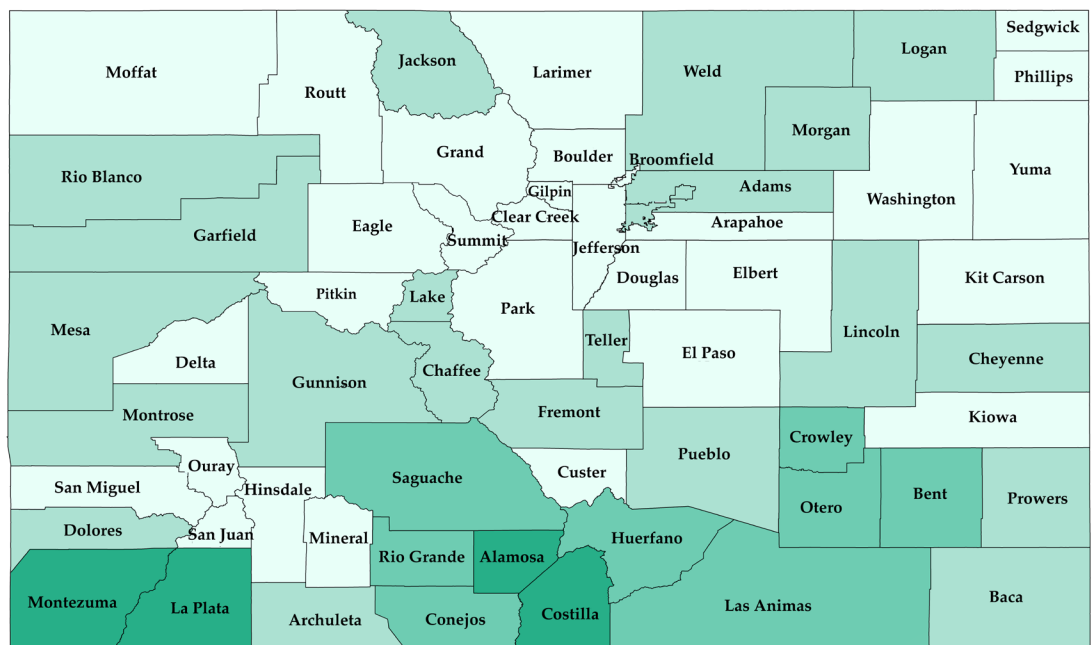 Sedgwick
Logan
Jackson
Weld
Moffat
Larimer
Phillips
Routt
Morgan
Grand
Boulder
Broomfield
Yuma
Rio Blanco
Adams
Gilpin
Washington
Clear Creek
Arapahoe
Eagle
Garfield
Summit
Jefferson
Elbert
Kit Carson
Douglas
Pitkin
Lake
Park
Mesa
Lincoln
Teller
El Paso
Cheyenne
Delta
Chaffee
Gunnison
Fremont
Montrose
Kiowa
Crowley
Pueblo
Ouray
Custer
Saguache
San Miguel
Hinsdale
Bent
Prowers
Otero
Dolores
San Juan
Mineral
Huerfano
Rio Grande
Alamosa
Baca
Montezuma
La Plata
Las Animas
Costilla
Archuleta
Conejos